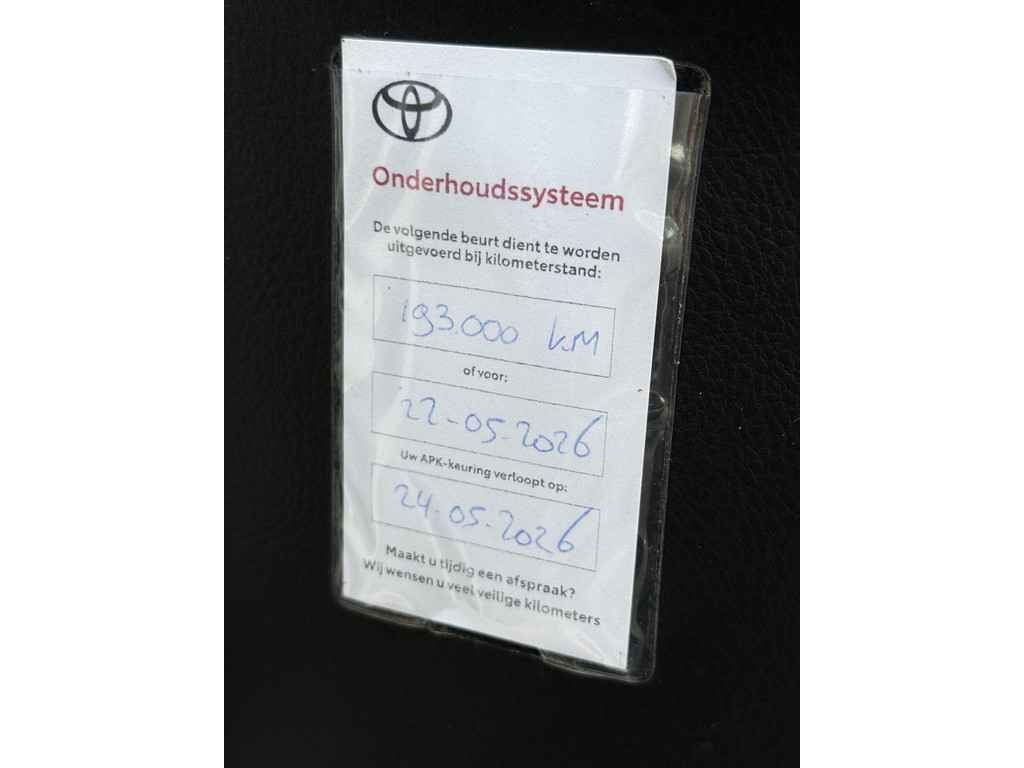 Onderhoudssysteem
De volgende beurt dient te worden
uitgevoerd bij kilometerstand:
193.000 KM
of voor:
22-05-2026
Uw APK-keuring verloopt op:
24-05-2026
Maakt u tijdig een afspraak?
Wij wensen u veel veilige kilometers